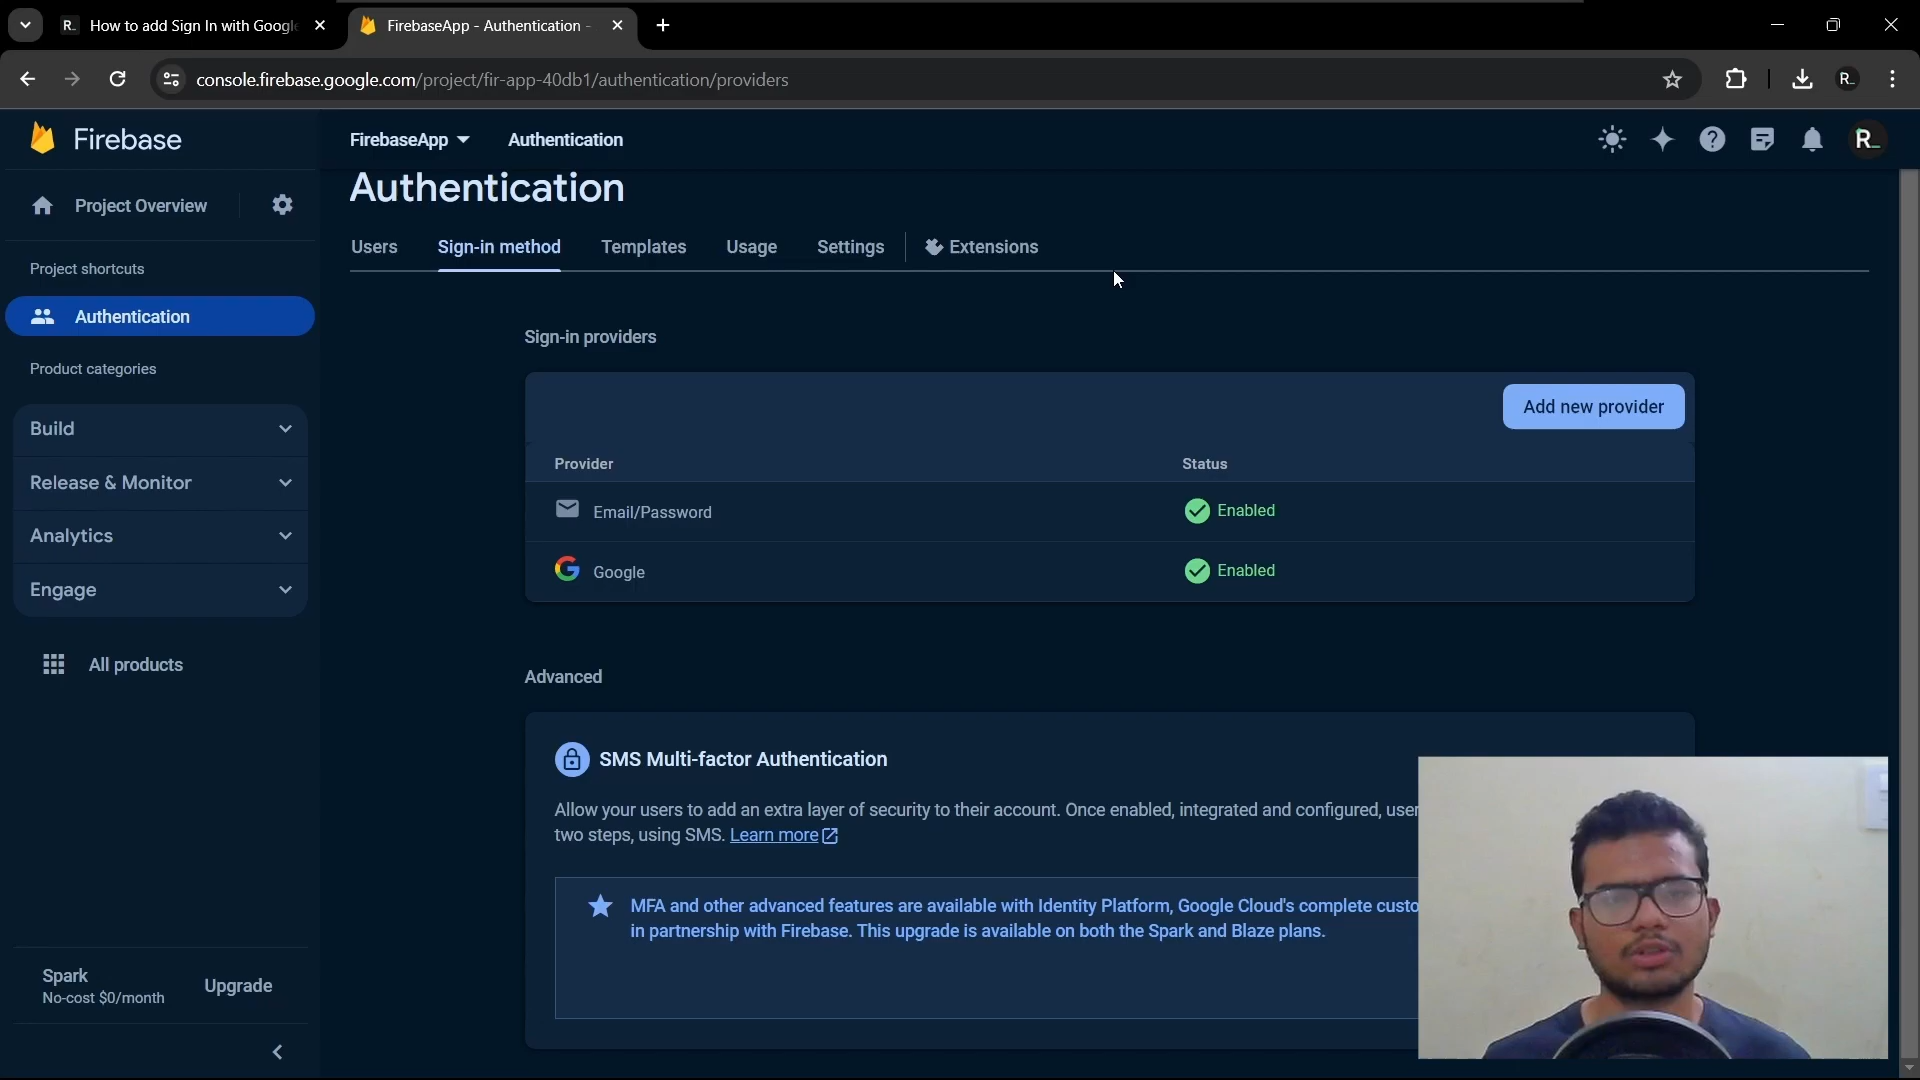 R_ How to add Sign In with Googl
FirebaseApp - Authentication -
console.firebase.google.com/project/fir-app-40db1/authentication/providers
R_
Firebase
FirebaseApp
Authentication
R_
Project Overview
Project shortcuts
Authentication
Product categories
Build
Release & Monitor
Analytics
Engage
All products
Spark
No-cost $0/month
Upgrade
Authentication
Users
Sign-in method
Templates
Usage
Settings
Extensions
Sign-in providers
Add new provider
Provider
Status
Email/Password
Enabled
Google
Enabled
Advanced
SMS Multi-factor Authentication
Allow your users to add an extra layer of security to their account. Once enabled, integrated and configured, user
two steps, using SMS. Learn more
MFA and other advanced features are available with Identity Platform, Google Cloud's complete custo
in partnership with Firebase. This upgrade is available on both the Spark and Blaze plans.